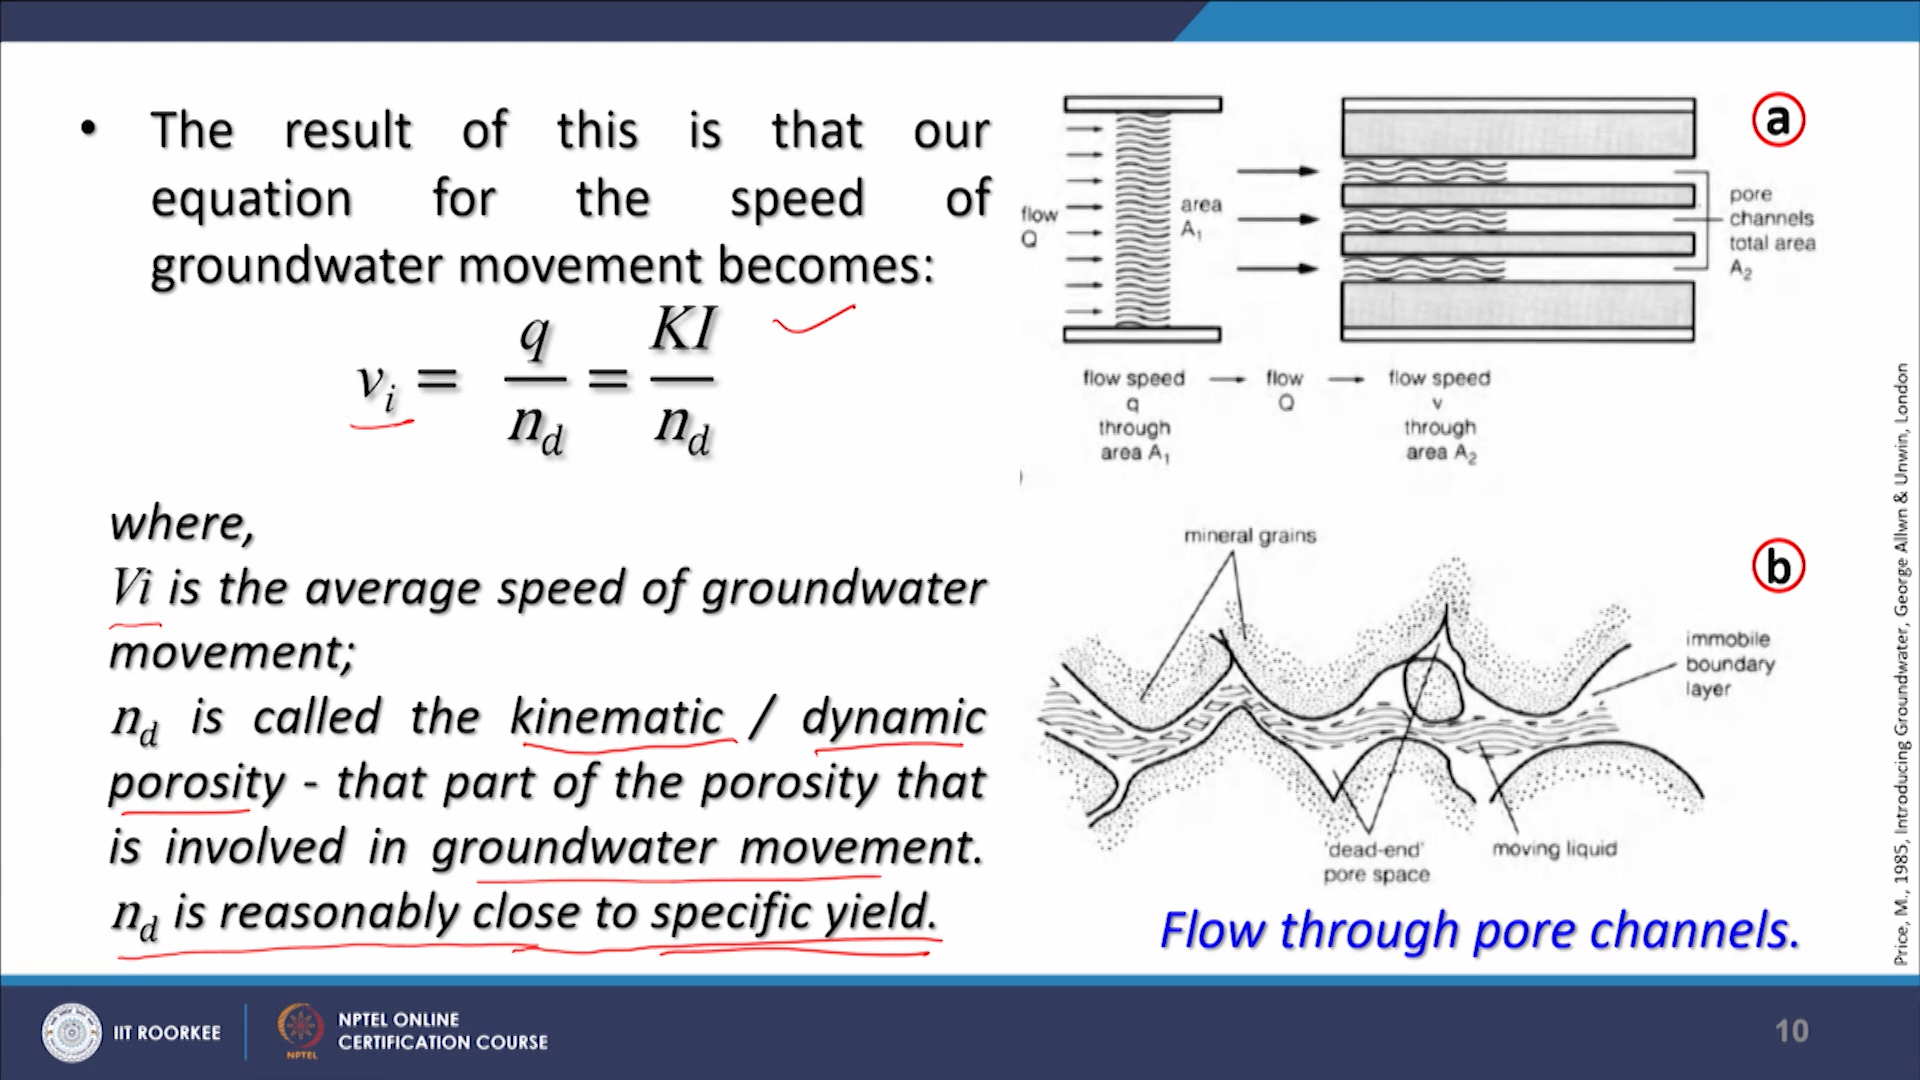 • The result of this is that our
equation for the speed of
groundwater movement becomes:
v_i = q/n_d = KI/n_d
where,
Vi is the average speed of groundwater
movement;
n_d is called the kinematic / dynamic
porosity - that part of the porosity that
is involved in groundwater movement.
n_d is reasonably close to specific yield.
a
flow
Q
area
A₁
pore
channels
total area
A₂
flow speed → flow → flow speed
q Q v
through through
area A₁ area A₂
b
mineral grains
immobile
boundary
layer
'dead-end'
pore space
moving liquid
Flow through pore channels.
Price, M., 1985, Introducing Groundwater, George Allwn & Unwin, London
IIT ROORKEE
NPTEL
NPTEL ONLINE
CERTIFICATION COURSE
10